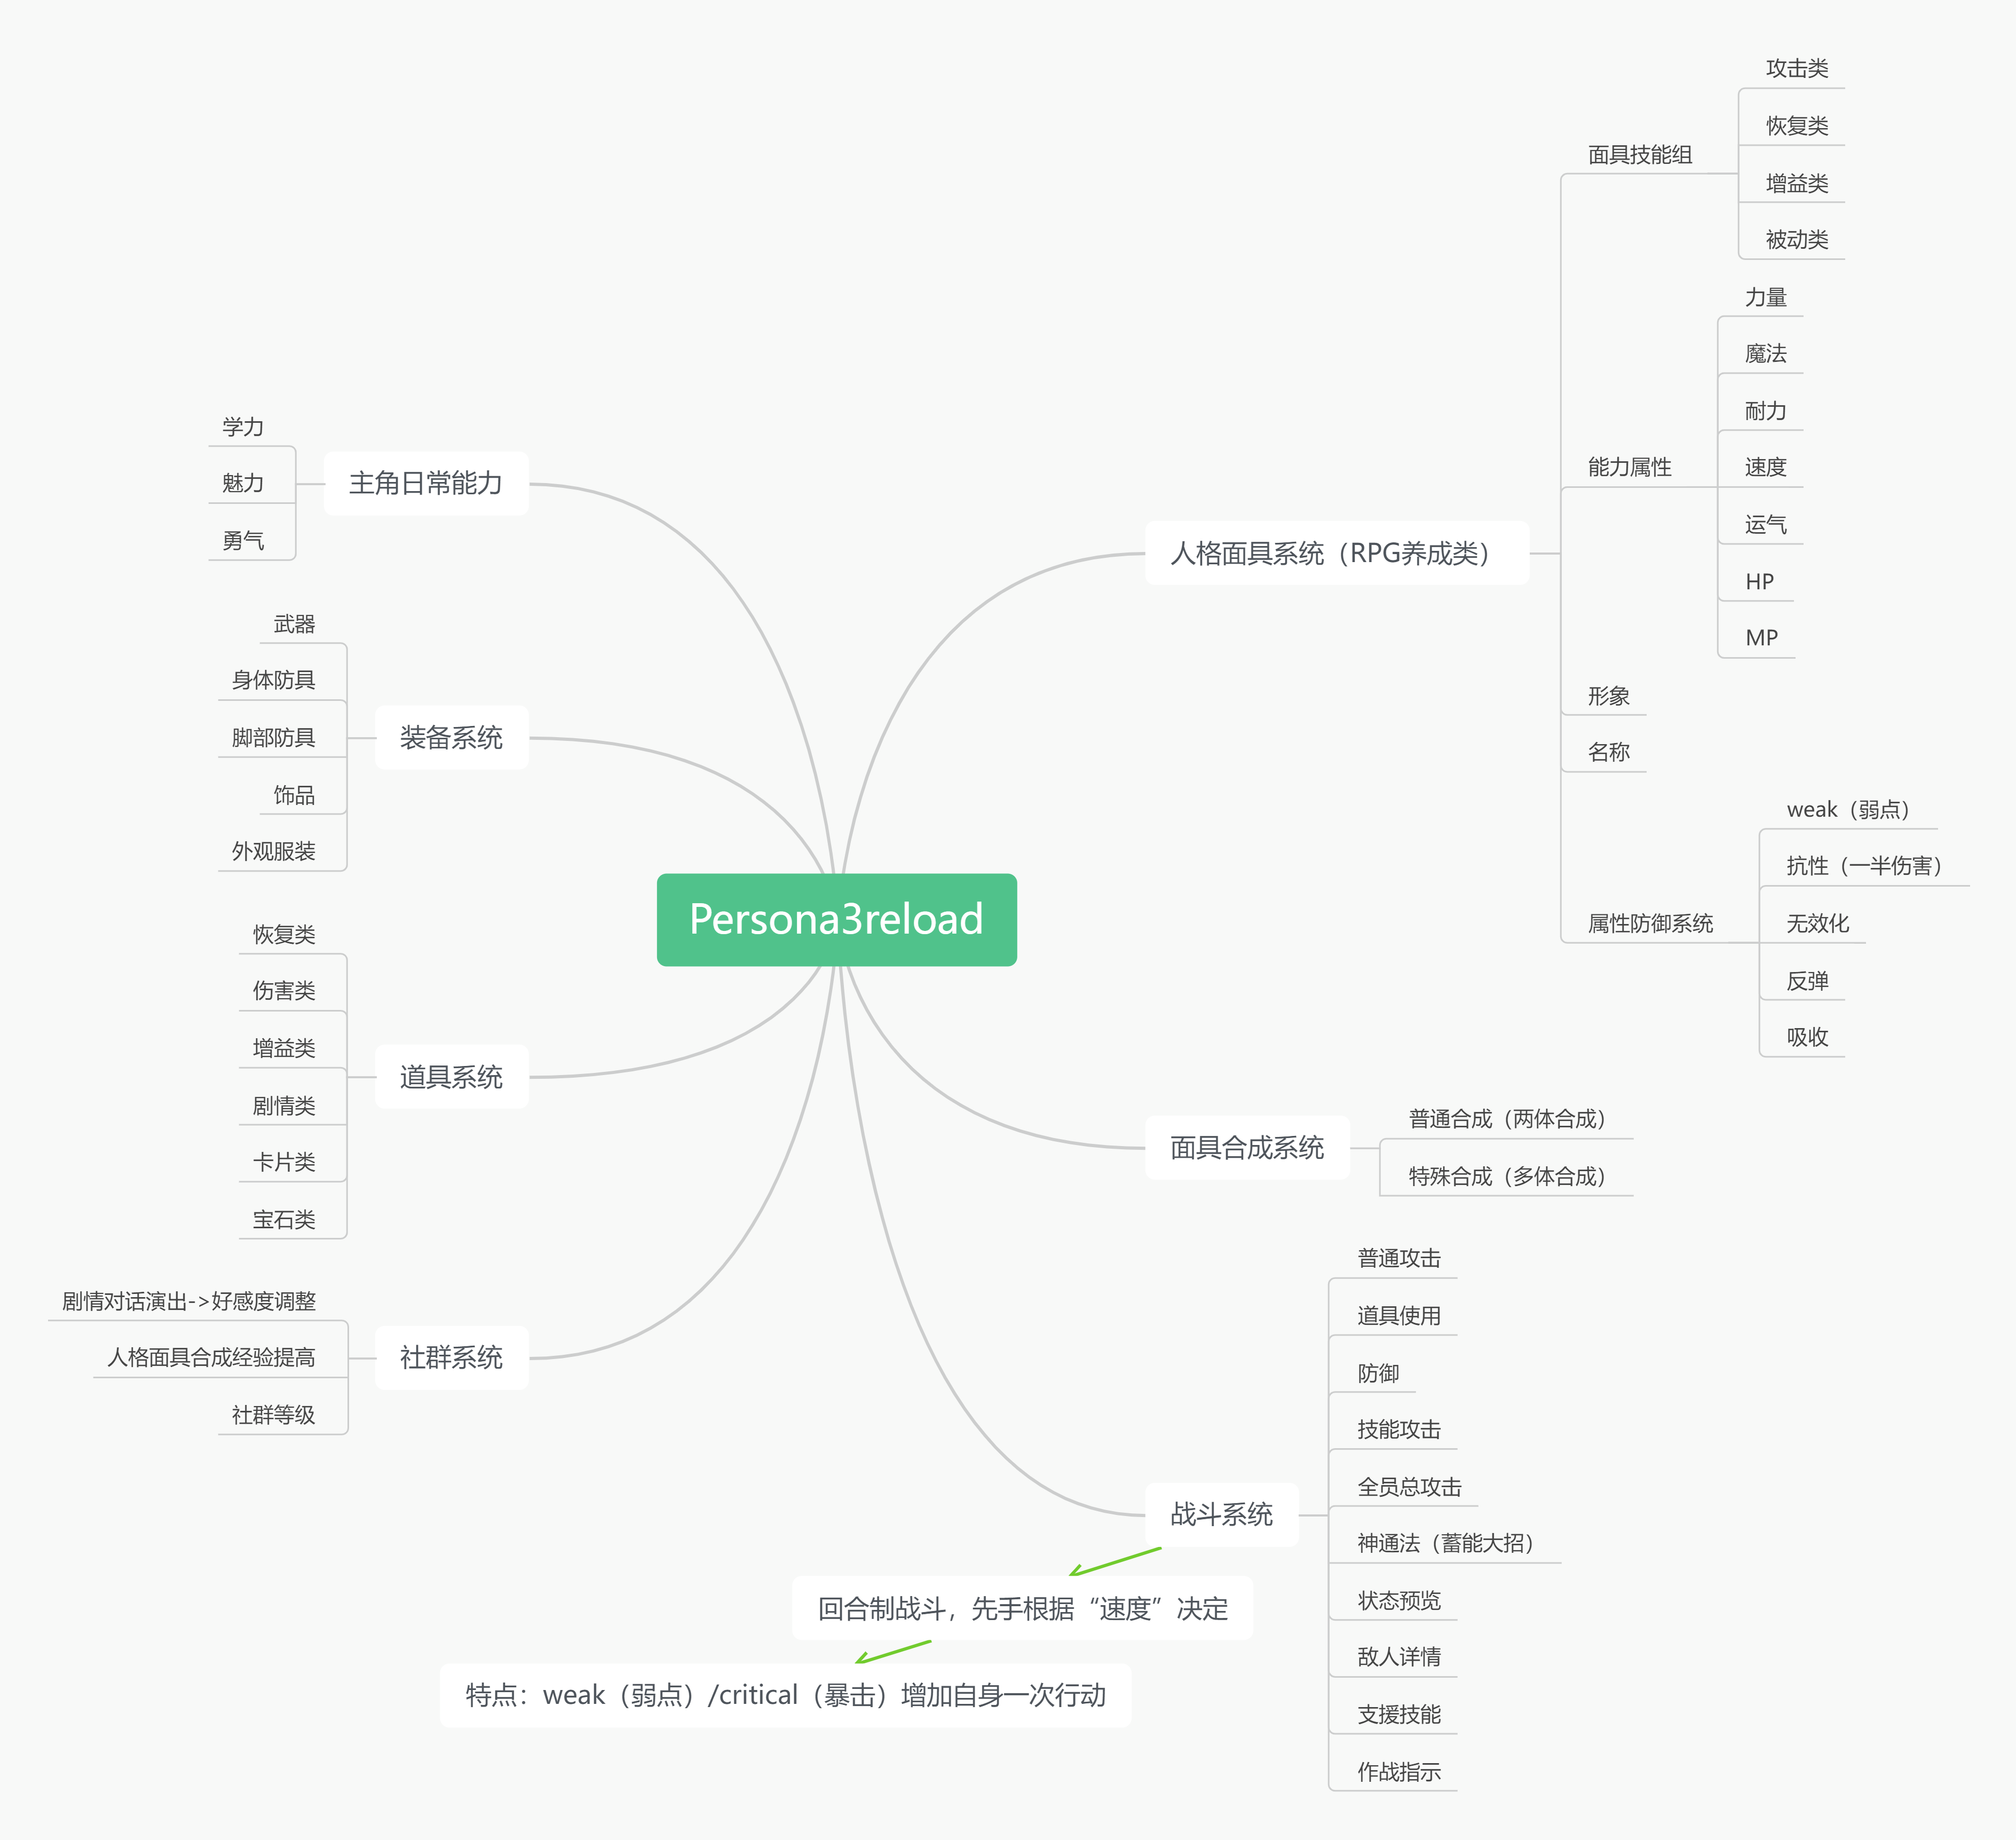 Persona3reload
人格面具系统（RPG养成类）
面具技能组
攻击类
恢复类
增益类
被动类
能力属性
力量
魔法
耐力
速度
运气
HP
MP
形象
名称
属性防御系统
weak（弱点）
抗性（一半伤害）
无效化
反弹
吸收
面具合成系统
普通合成（两体合成）
特殊合成（多体合成）
战斗系统
普通攻击
道具使用
防御
技能攻击
全员总攻击
神通法（蓄能大招）
状态预览
敌人详情
支援技能
作战指示
回合制战斗，先手根据“速度”决定
特点：weak（弱点）/critical（暴击）增加自身一次行动
主角日常能力
学力
魅力
勇气
装备系统
武器
身体防具
脚部防具
饰品
外观服装
道具系统
恢复类
伤害类
增益类
剧情类
卡片类
宝石类
社群系统
剧情对话演出->好感度调整
人格面具合成经验提高
社群等级